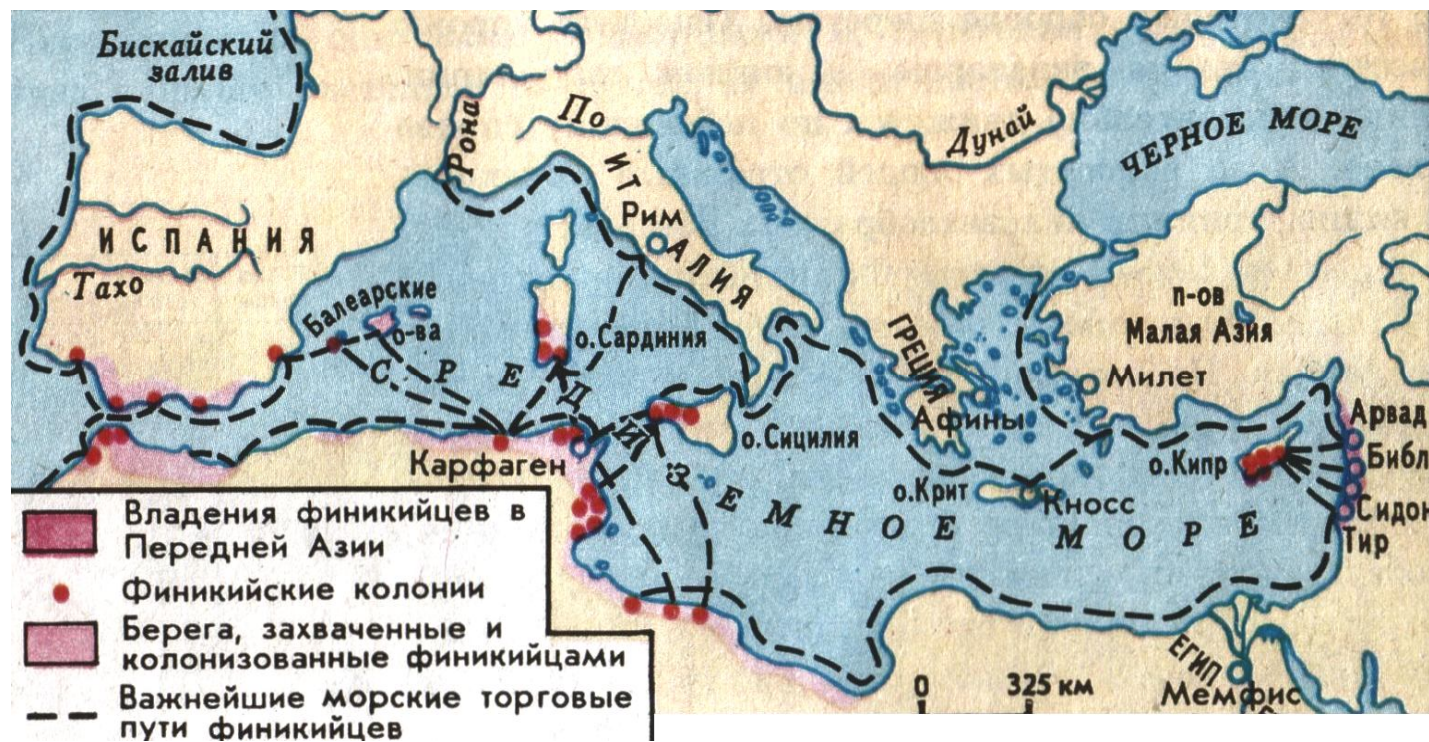 Бискайский
залив
Рона
По
Дунай
ЧЕРНОЕ МОРЕ
ИСПАНИЯ
Тахо
ИТАЛИЯ
Рим
Балеарские
о-ва
о.Сардиния
ГРЕЦИЯ
п-ов
Малая Азия
Милет
Афины
о.Сицилия
Карфаген
СРЕДИЗЕМНОЕ МОРЕ
о.Крит
Кносс
о.Кипр
Арвад
Библ
Сидон
Тир
ЕГИП
Мемфис
0 325 км
Владения финикийцев в
Передней Азии
Финикийские колонии
Берега, захваченные и
колонизованные финикийцами
Важнейшие морские торговые
пути финикийцев